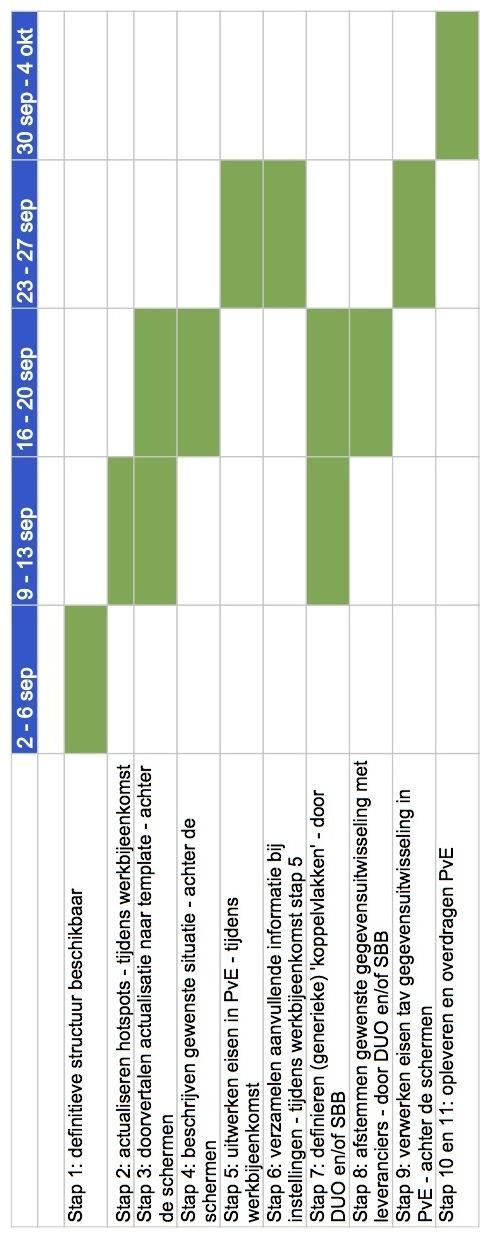 2 - 6 sep
9 - 13 sep
16 - 20 sep
23 - 27 sep
30 sep - 4 okt
Stap 1: definitieve structuur beschikbaar
Stap 2: actualiseren hotspots - tijdens werkbijeenkomst
Stap 3: doorvertalen actualisatie naar template - achter
de schermen
Stap 4: beschrijven gewenste situatie - achter de
schermen
Stap 5: uitwerken eisen in PvE - tijdens
werkbijeenkomst
Stap 6: verzamelen aanvullende informatie bij
instellingen - tijdens werkbijeenkomst stap 5
Stap 7: definieren (generieke) 'koppelvlakken' - door
DUO en/of SBB
Stap 8: afstemmen gewenste gegevensuitwisseling met
leveranciers - door DUO en/of SBB
Stap 9: verwerken eisen tav gegevensuitwisseling in
PvE - achter de schermen
Stap 10 en 11: opleveren en overdragen PvE